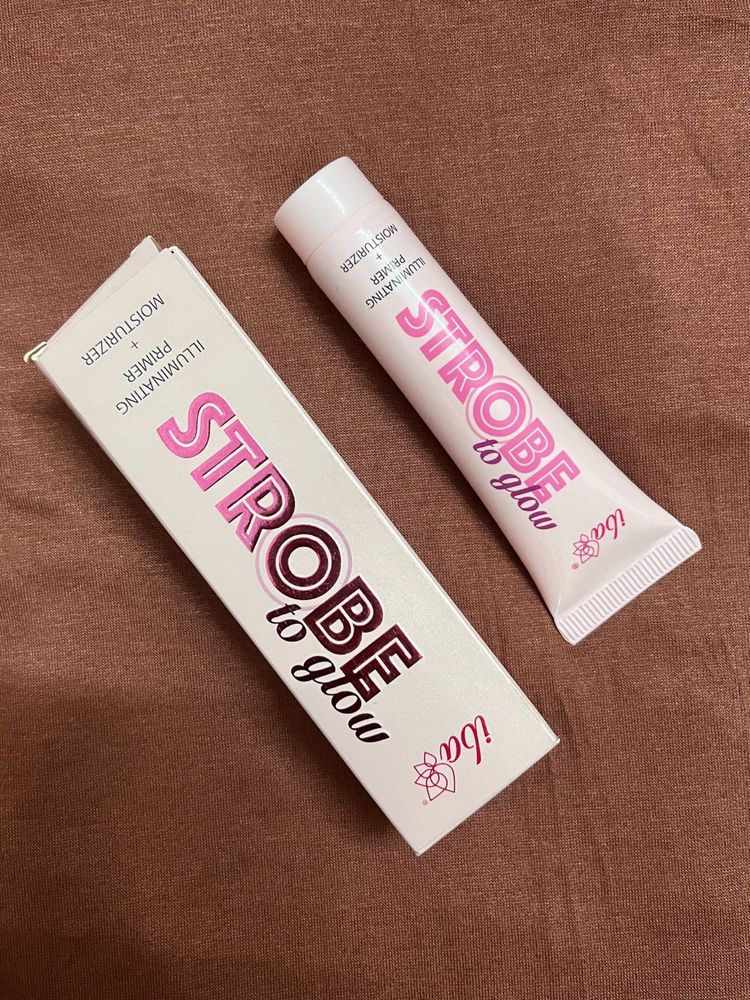 iba®
STROBE
to glow
ILLUMINATING
PRIMER
+
MOISTURIZER
iba®
STROBE
to glow
ILLUMINATING
PRIMER
+
MOISTURIZER